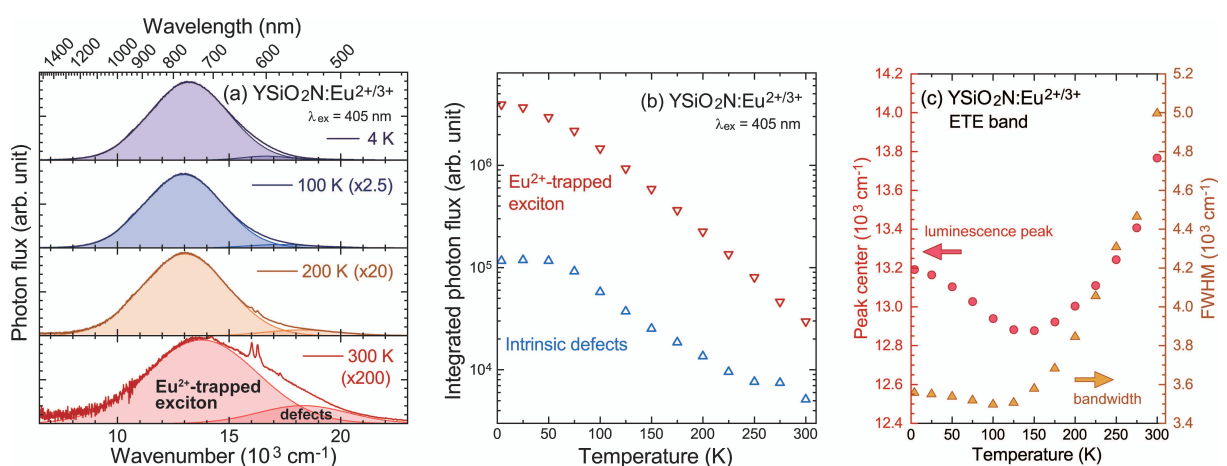 Wavelength (nm)
1400 1200 1000 900 800 700 600 500
(a) YSiO₂N:Eu²⁺/³⁺
λex = 405 nm
4 K
100 K (x2.5)
200 K (x20)
300 K
(x200)
Eu²⁺-trapped
exciton
defects
Photon flux (arb. unit)
10 15 20
Wavenumber (10³ cm⁻¹)
(b) YSiO₂N:Eu²⁺/³⁺
λex = 405 nm
Eu²⁺-trapped
exciton
Intrinsic defects
Integrated photon flux (arb. unit)
10⁶
10⁵
10⁴
0 50 100 150 200 250 300
Temperature (K)
(c) YSiO₂N:Eu²⁺/³⁺
ETE band
luminescence peak
bandwidth
Peak center (10³ cm⁻¹)
14.2
14.0
13.8
13.6
13.4
13.2
13.0
12.8
12.6
12.4
FWHM (10³ cm⁻¹)
5.2
5.0
4.8
4.6
4.4
4.2
4.0
3.8
3.6
3.4
0 50 100 150 200 250 300
Temperature (K)